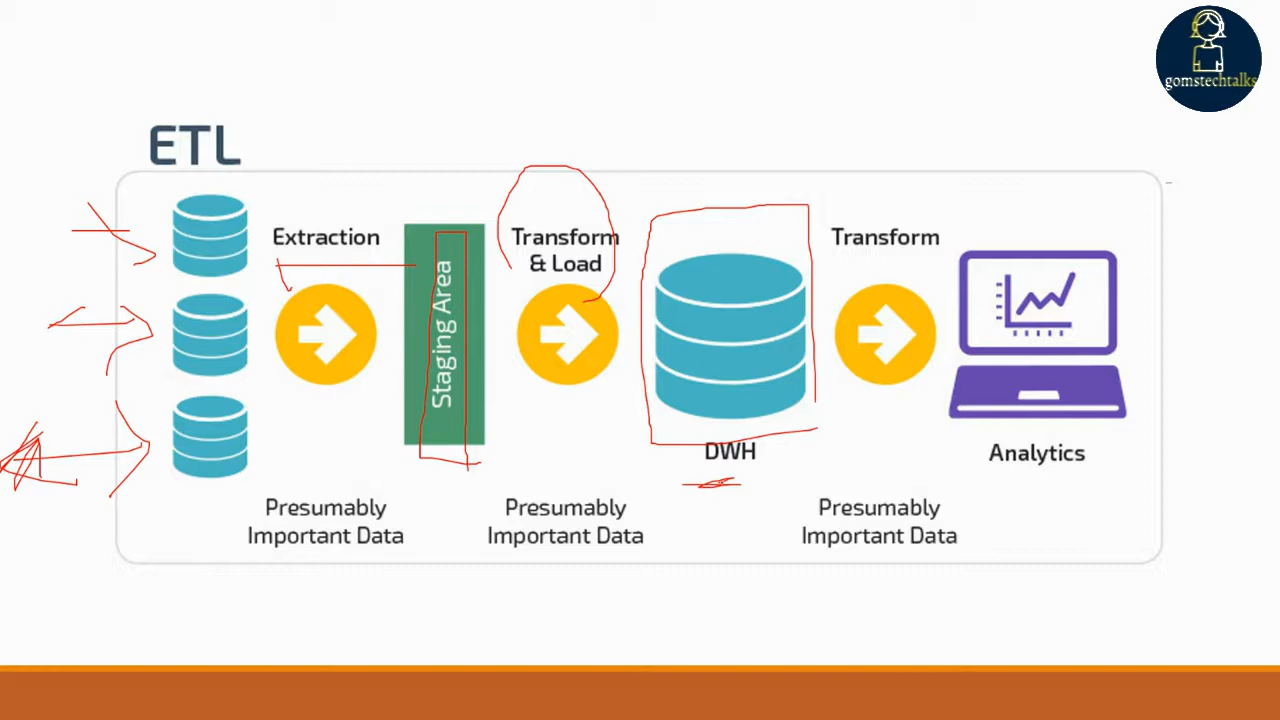 gomstechtalks
ETL
Extraction
Staging Area
Transform
& Load
Transform
DWH
Analytics
Presumably
Important Data
Presumably
Important Data
Presumably
Important Data